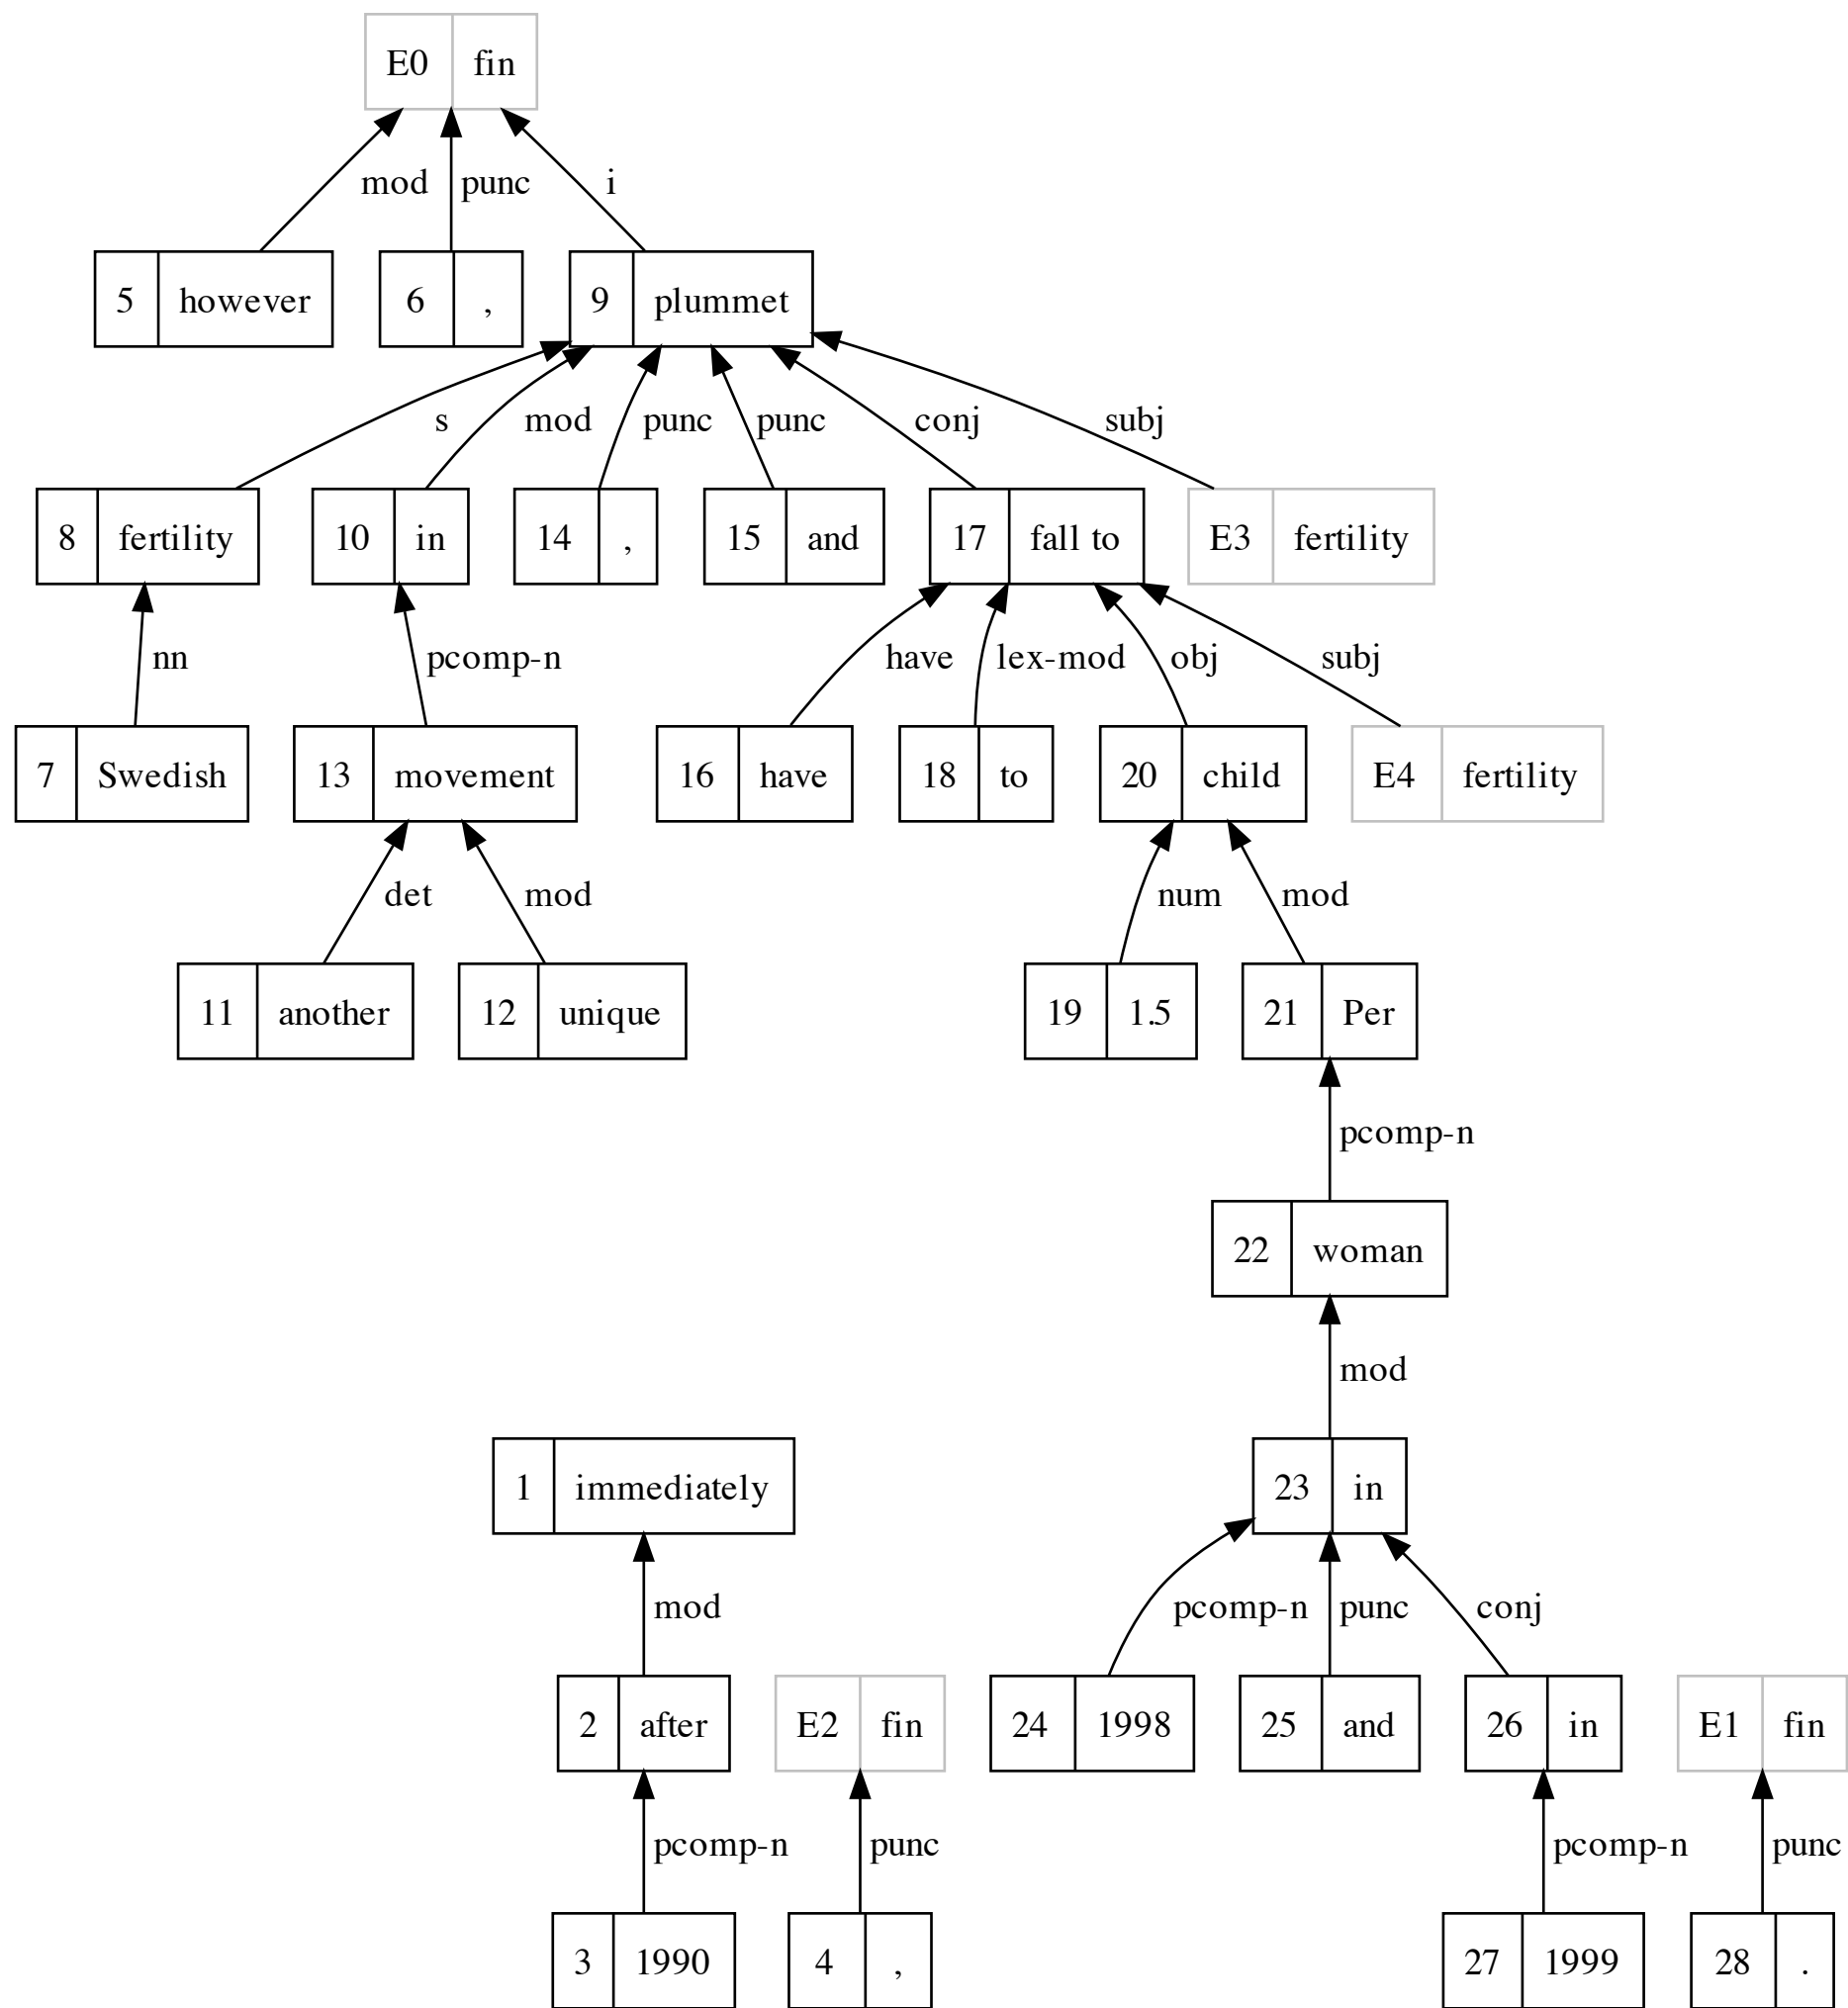 E0 fin
mod punc i
5 however 6 , 9 plummet
s mod punc punc conj subj
8 fertility 10 in 14 , 15 and 17 fall to E3 fertility
nn pcomp-n have lex-mod obj subj
7 Swedish 13 movement 16 have 18 to 20 child E4 fertility
det mod num mod
11 another 12 unique 19 1.5 21 Per
pcomp-n
22 woman
mod
1 immediately 23 in
mod pcomp-n punc conj
2 after E2 fin 24 1998 25 and 26 in E1 fin
pcomp-n punc pcomp-n punc
3 1990 4 , 27 1999 28 .